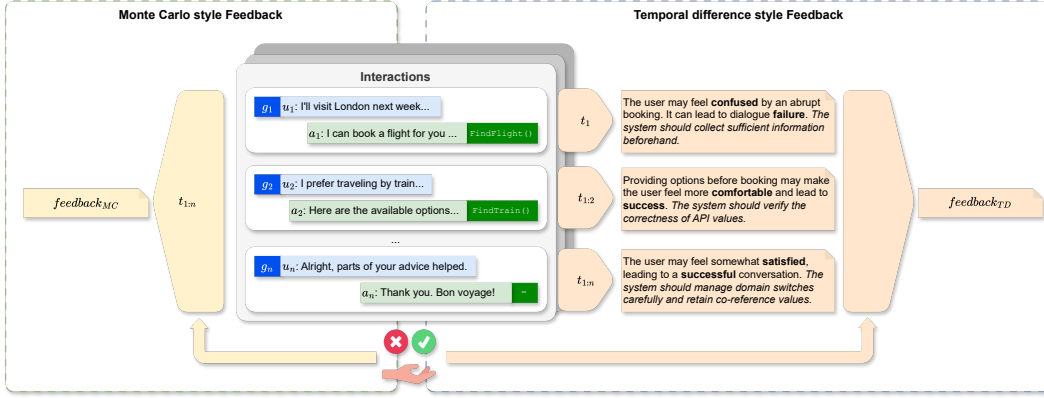 Monte Carlo style Feedback
Temporal difference style Feedback
Interactions
g₁ u₁: I'll visit London next week...
a₁: I can book a flight for you ... FindFlight()
g₂ u₂: I prefer traveling by train...
a₂: Here are the available options... FindTrain()
...
gₙ uₙ: Alright, parts of your advice helped.
aₙ: Thank you. Bon voyage! -
feedback_MC
t₁:ₙ
t₁
The user may feel confused by an abrupt
booking. It can lead to dialogue failure. The
system should collect sufficient information
beforehand.
t₁:₂
Providing options before booking may make
the user feel more comfortable and lead to
success. The system should verify the
correctness of API values.
t₁:ₙ
The user may feel somewhat satisfied,
leading to a successful conversation. The
system should manage domain switches
carefully and retain co-reference values.
feedback_TD